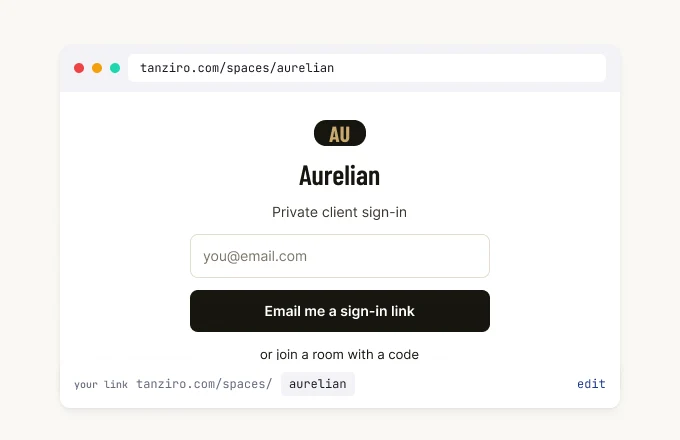 tanziro.com/spaces/aurelian
AU
Aurelian
Private client sign-in
you@email.com
Email me a sign-in link
or join a room with a code
your link tanziro.com/spaces/ aurelian edit